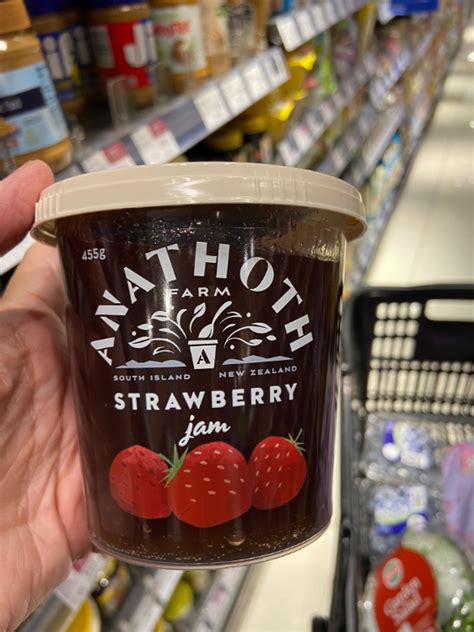 455g
ANATHOTH
FARM
A
SOUTH ISLAND NEW ZEALAND
STRAWBERRY
jam
Jif